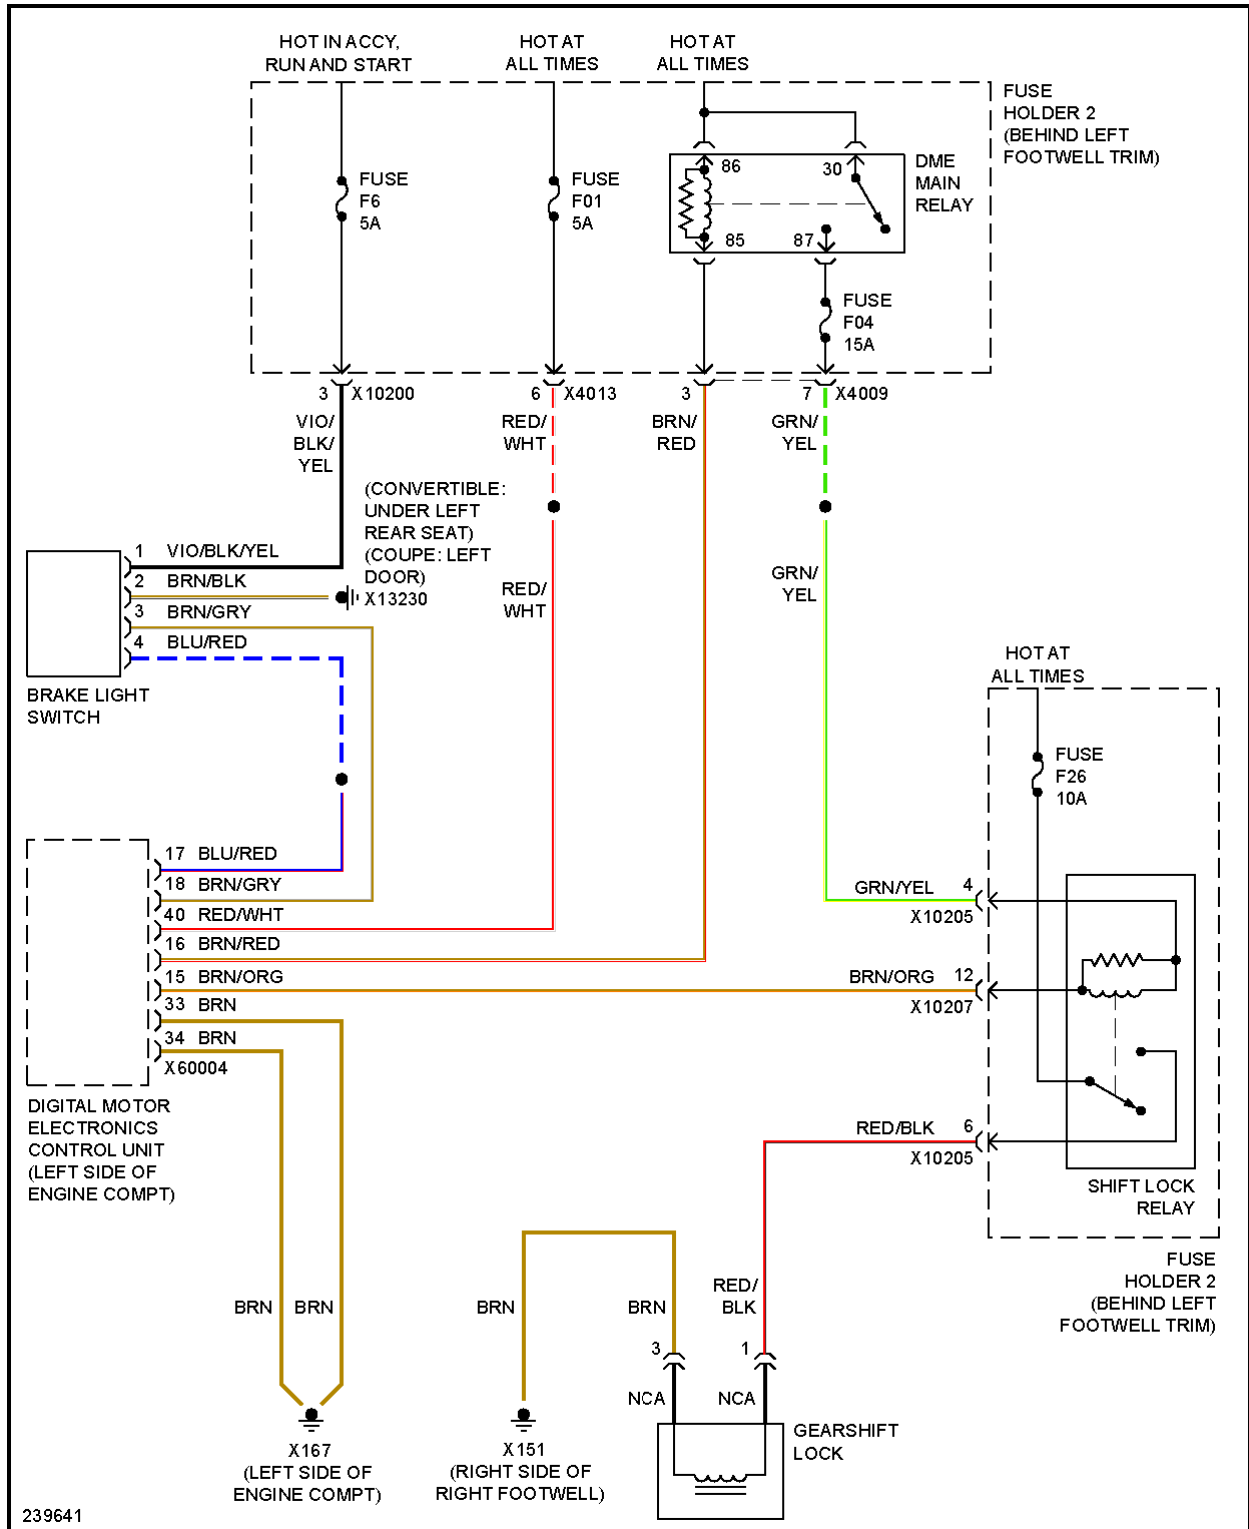 HOT IN ACCY,
RUN AND START
HOT AT
ALL TIMES
HOT AT
ALL TIMES
FUSE
HOLDER 2
(BEHIND LEFT
FOOTWELL TRIM)
FUSE
F6
5A
FUSE
F01
5A
86
30
85
87
DME
MAIN
RELAY
FUSE
F04
15A
3 X10200
6 X4013
3
7 X4009
VIO/
BLK/
YEL
RED/
WHT
BRN/
RED
GRN/
YEL
(CONVERTIBLE:
UNDER LEFT
REAR SEAT)
(COUPE: LEFT
DOOR)
X13230
1 VIO/BLK/YEL
2 BRN/BLK
3 BRN/GRY
4 BLU/RED
BRAKE LIGHT
SWITCH
RED/
WHT
GRN/
YEL
HOT AT
ALL TIMES
FUSE
F26
10A
17 BLU/RED
18 BRN/GRY
40 RED/WHT
16 BRN/RED
15 BRN/ORG
33 BRN
34 BRN
X60004
GRN/YEL 4
X10205
BRN/ORG 12
X10207
RED/BLK 6
X10205
DIGITAL MOTOR
ELECTRONICS
CONTROL UNIT
(LEFT SIDE OF
ENGINE COMPT)
SHIFT LOCK
RELAY
FUSE
HOLDER 2
(BEHIND LEFT
FOOTWELL TRIM)
BRN
BRN
BRN
BRN
RED/
BLK
3
1
NCA
NCA
GEARSHIFT
LOCK
X167
(LEFT SIDE OF
ENGINE COMPT)
X151
(RIGHT SIDE OF
RIGHT FOOTWELL)
239641